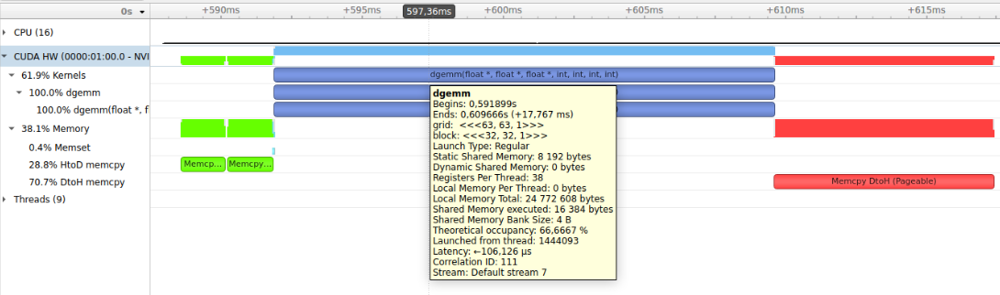 0s
+590ms +595ms 597,36ms +600ms +605ms +610ms +615ms
CPU (16)
CUDA HW (0000:01:00.0 - NVI
61.9% Kernels
dgemm(float *, float *, float *, int, int, int, int)
100.0% dgemm
100.0% dgemm(float *, f
38.1% Memory
0.4% Memset
28.8% HtoD memcpy
Memcp... Memcpy...
70.7% DtoH memcpy
Memcpy DtoH (Pageable)
Threads (9)
dgemm
Begins: 0,591899s
Ends: 0,609666s (+17,767 ms)
grid: <<<63, 63, 1>>>
block: <<<32, 32, 1>>>
Launch Type: Regular
Static Shared Memory: 8 192 bytes
Dynamic Shared Memory: 0 bytes
Registers Per Thread: 38
Local Memory Per Thread: 0 bytes
Local Memory Total: 24 772 608 bytes
Shared Memory executed: 16 384 bytes
Shared Memory Bank Size: 4 B
Theoretical occupancy: 66,6667 %
Launched from thread: 1444093
Latency: ←106,126 μs
Correlation ID: 111
Stream: Default stream 7